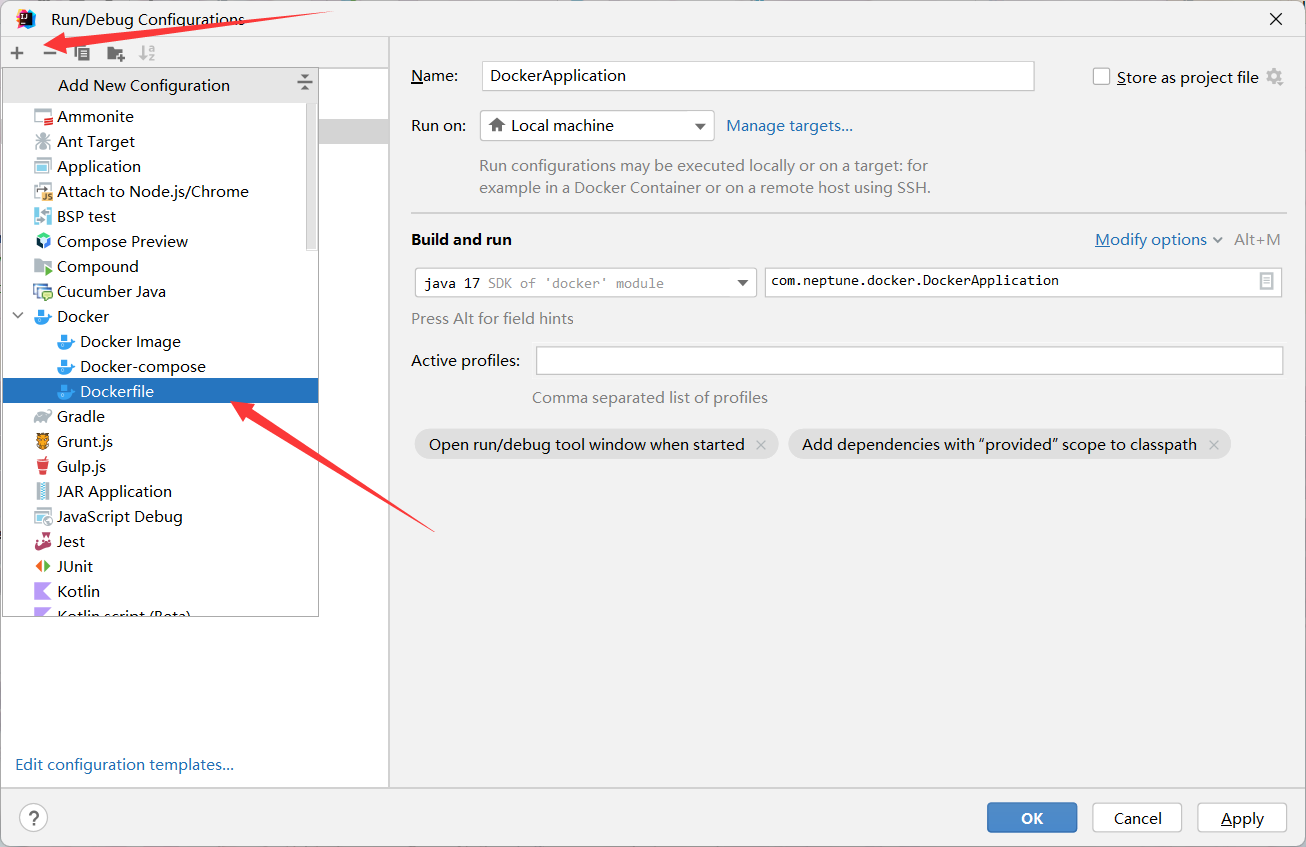 Run/Debug Configurations
Add New Configuration
Ammonite
Ant Target
Application
Attach to Node.js/Chrome
BSP test
Compose Preview
Compound
Cucumber Java
Docker
Docker Image
Docker-compose
Dockerfile
Gradle
Grunt.js
Gulp.js
JAR Application
JavaScript Debug
Jest
JUnit
Kotlin
Kotlin script (Beta)
Edit configuration templates...
Name: DockerApplication
Store as project file
Run on: Local machine Manage targets...
Run configurations may be executed locally or on a target: for
example in a Docker Container or on a remote host using SSH.
Build and run
Modify options Alt+M
java 17 SDK of 'docker' module
com.neptune.docker.DockerApplication
Press Alt for field hints
Active profiles:
Comma separated list of profiles
Open run/debug tool window when started
Add dependencies with “provided” scope to classpath
?
OK
Cancel
Apply